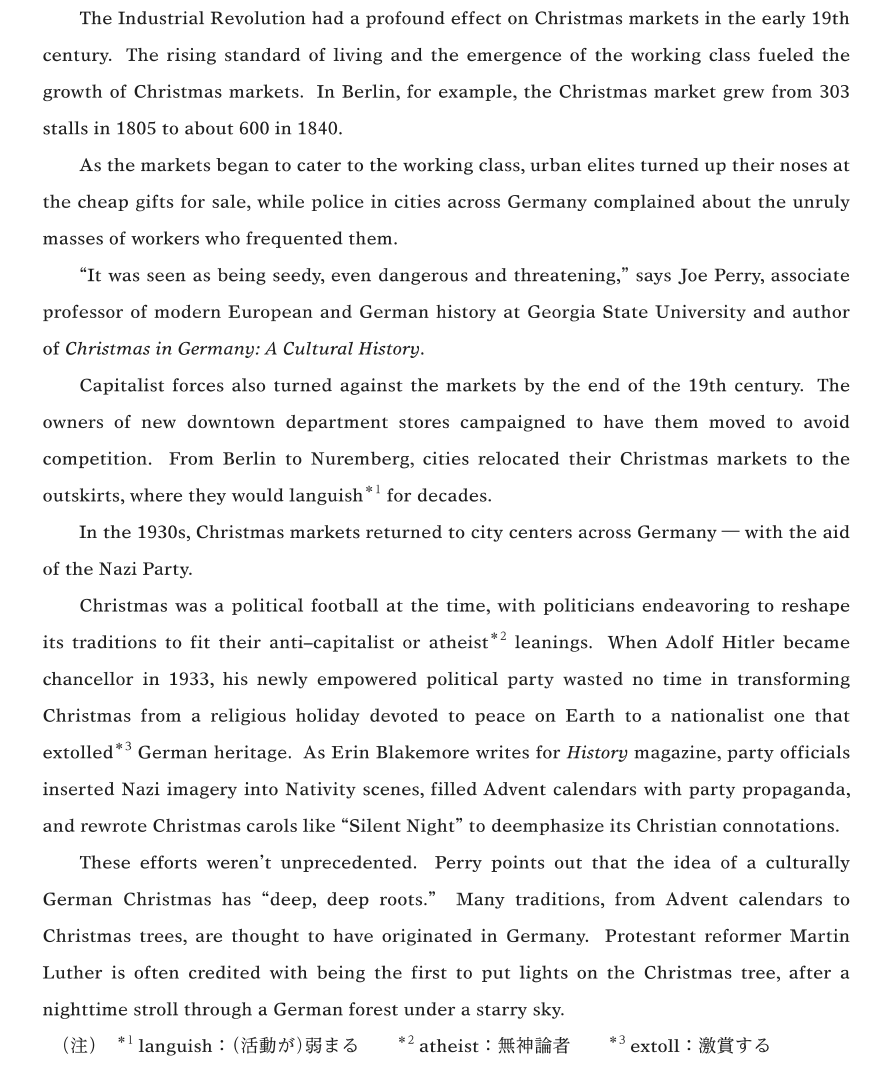 The Industrial Revolution had a profound effect on Christmas markets in the early 19th
century. The rising standard of living and the emergence of the working class fueled the
growth of Christmas markets. In Berlin, for example, the Christmas market grew from 303
stalls in 1805 to about 600 in 1840.
As the markets began to cater to the working class, urban elites turned up their noses at
the cheap gifts for sale, while police in cities across Germany complained about the unruly
masses of workers who frequented them.
“It was seen as being seedy, even dangerous and threatening,” says Joe Perry, associate
professor of modern European and German history at Georgia State University and author
of Christmas in Germany: A Cultural History.
Capitalist forces also turned against the markets by the end of the 19th century. The
owners of new downtown department stores campaigned to have them moved to avoid
competition. From Berlin to Nuremberg, cities relocated their Christmas markets to the
outskirts, where they would languish*1 for decades.
In the 1930s, Christmas markets returned to city centers across Germany — with the aid
of the Nazi Party.
Christmas was a political football at the time, with politicians endeavoring to reshape
its traditions to fit their anti–capitalist or atheist*2 leanings. When Adolf Hitler became
chancellor in 1933, his newly empowered political party wasted no time in transforming
Christmas from a religious holiday devoted to peace on Earth to a nationalist one that
extolled*3 German heritage. As Erin Blakemore writes for History magazine, party officials
inserted Nazi imagery into Nativity scenes, filled Advent calendars with party propaganda,
and rewrote Christmas carols like “Silent Night” to deemphasize its Christian connotations.
These efforts weren’t unprecedented. Perry points out that the idea of a culturally
German Christmas has “deep, deep roots.” Many traditions, from Advent calendars to
Christmas trees, are thought to have originated in Germany. Protestant reformer Martin
Luther is often credited with being the first to put lights on the Christmas tree, after a
nighttime stroll through a German forest under a starry sky.
（注） *1 languish：(活動が)弱まる *2 atheist：無神論者 *3 extoll：激賞する